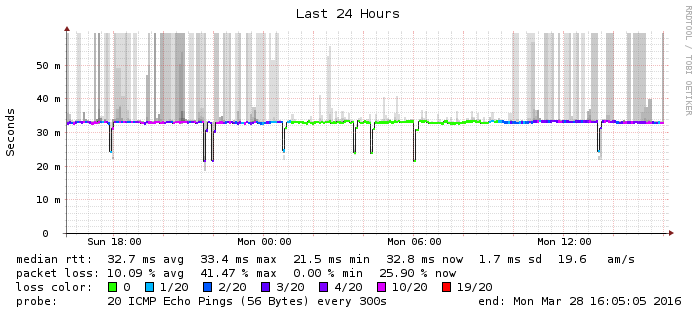 Last 24 Hours
RRDTOOL / TOBI OETIKER
Seconds
50 m
40 m
30 m
20 m
10 m
0
Sun 18:00 Mon 00:00 Mon 06:00 Mon 12:00
median rtt: 32.7 ms avg 33.4 ms max 21.5 ms min 32.8 ms now 1.7 ms sd 19.6 am/s
packet loss: 10.09 % avg 41.47 % max 0.00 % min 25.90 % now
loss color: 0 1/20 2/20 3/20 4/20 10/20 19/20
probe: 20 ICMP Echo Pings (56 Bytes) every 300s end: Mon Mar 28 16:05:05 2016